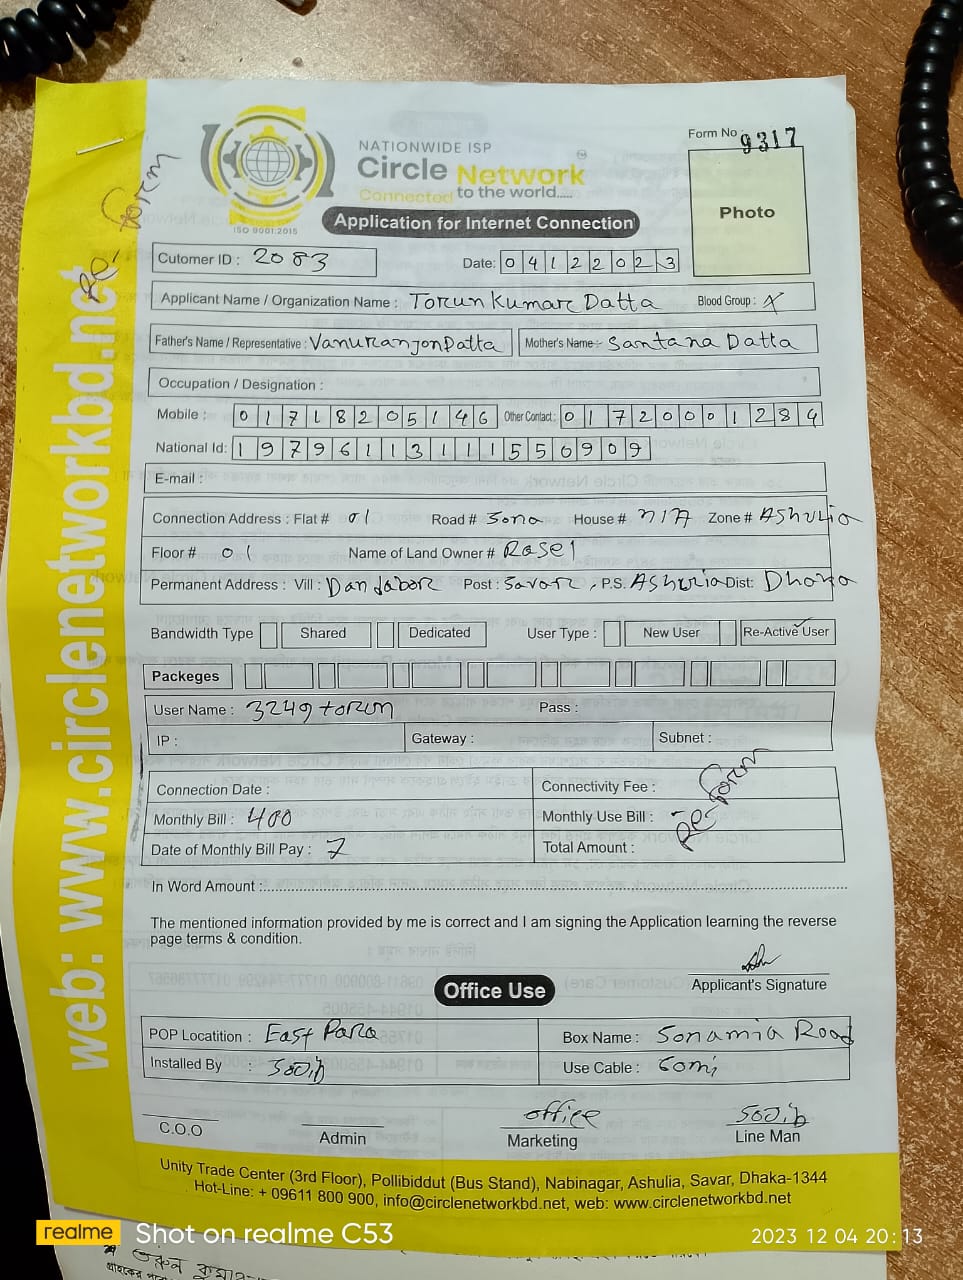 Form No 9317
NATIONWIDE ISP
Circle Network
Connected to the world.....
ISO 9001:2015
Application for Internet Connection
Photo
Re-Form
web: www.circlenetworkbd.net
Cutomer ID : 2083 Date: 04122023
Applicant Name / Organization Name : Torun Kumar Datta Blood Group : X
Father's Name / Representative : Vanuranjon Datta Mother's Name:- Santana Datta
Occupation / Designation :
Mobile : 01718205146 Other Contact : 01720001284
National Id: 19796113111556909
E-mail :
Connection Address : Flat # 01 Road # Sona House # N/A Zone # Ashulia
Floor # 01 Name of Land Owner # Rasel
Permanent Address : Vill : Dandabor Post : Savar, P.S. Ashulia Dist: Dhaka
Bandwidth Type Shared Dedicated User Type : New User Re-Active User
Packeges
User Name : 3249torun Pass :
IP : Gateway : Subnet :
Connection Date : Connectivity Fee :
Monthly Bill : 400 Monthly Use Bill : Re-Form
Date of Monthly Bill Pay : 7 Total Amount :
In Word Amount :
The mentioned information provided by me is correct and I am signing the Application learning the reverse
page terms & condition.
Applicant's Signature
Office Use
POP Locatition : East Para Box Name : Sonamia Road
Installed By : Use Cable : 60mi
C.O.O Admin office Marketing Line Man
Unity Trade Center (3rd Floor), Pollibiddut (Bus Stand), Nabinagar, Ashulia, Savar, Dhaka-1344
Hot-Line: + 09611 800 900, info@circlenetworkbd.net, web: www.circlenetworkbd.net
realme Shot on realme C53 2023 12 04 20:13